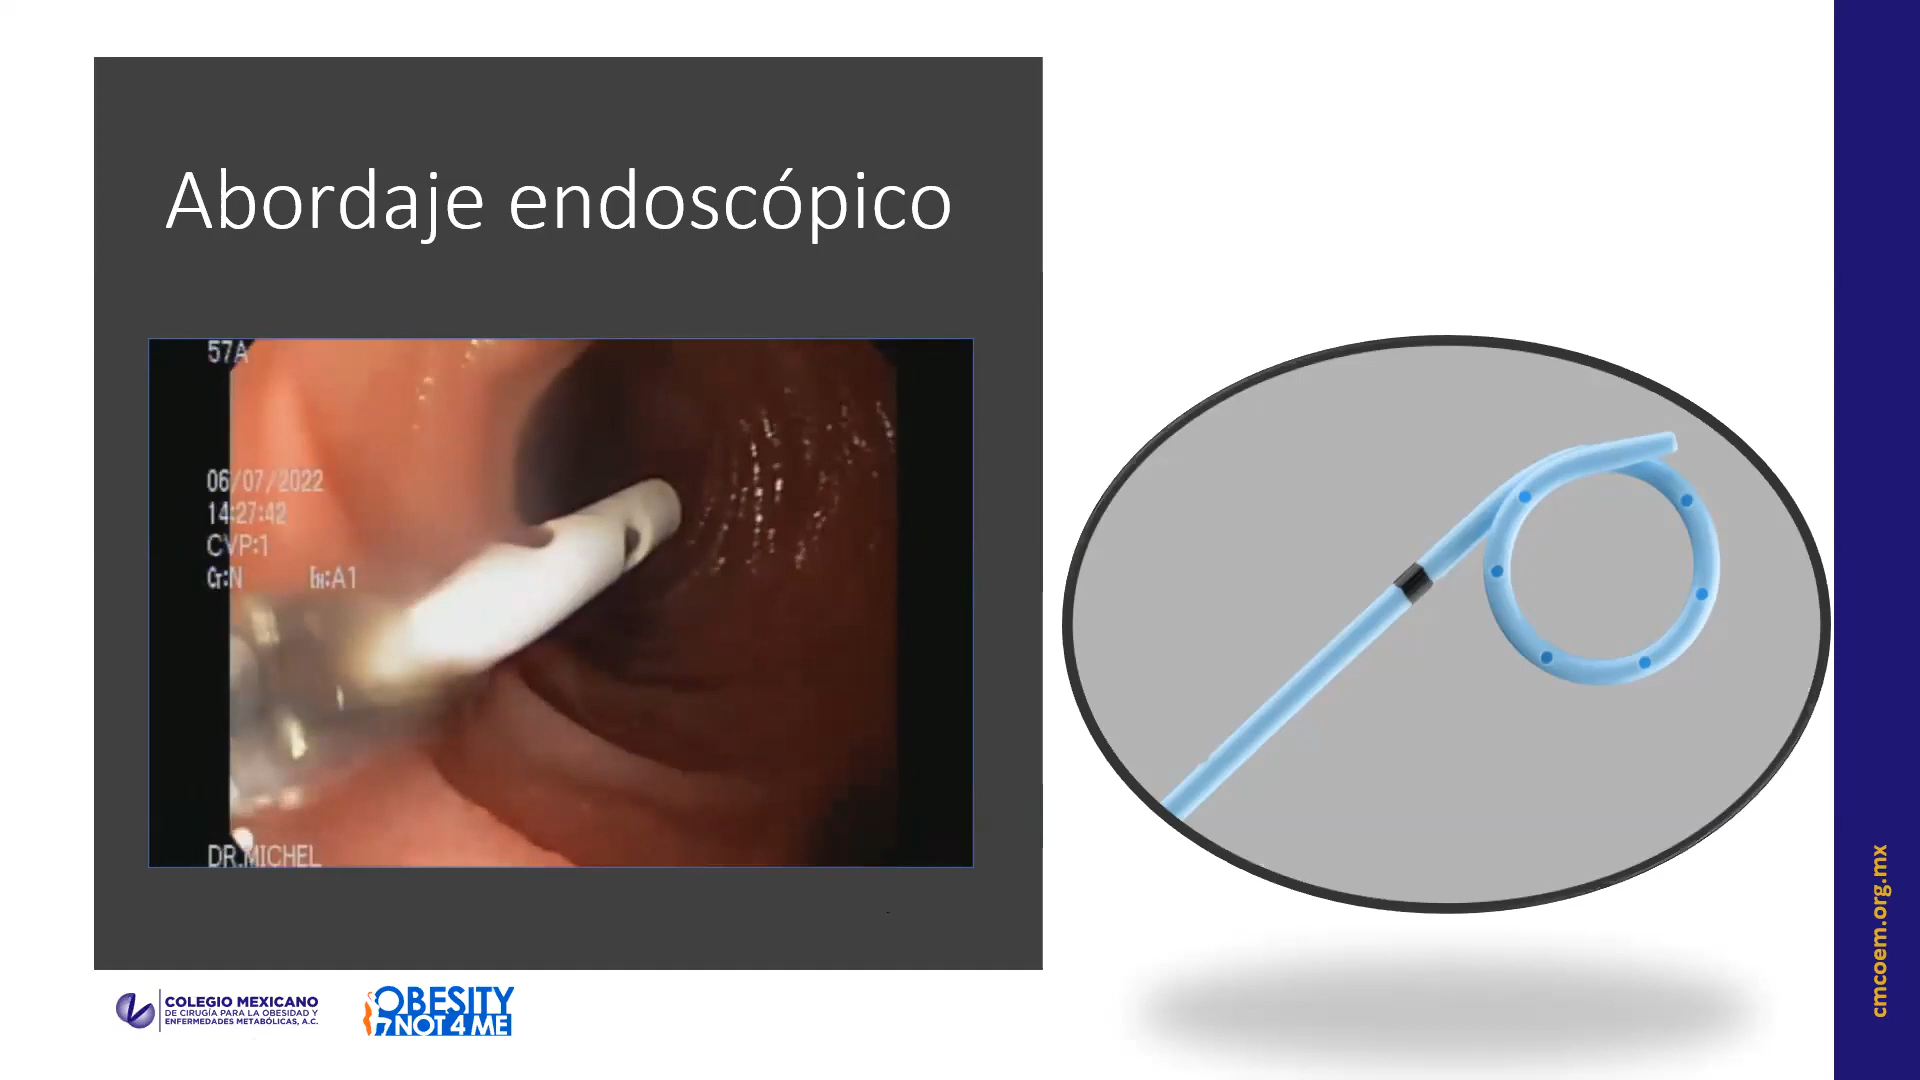 Abordaje endoscópico
57A
06/07/2022
14:27:42
CVP:1
Cr:N En:A1
DR.MICHEL
COLEGIO MEXICANO
DE CIRUGÍA PARA LA OBESIDAD Y
ENFERMEDADES METABÓLICAS, A.C.
OBESITY
NOT 4 ME
cmcoem.org.mx